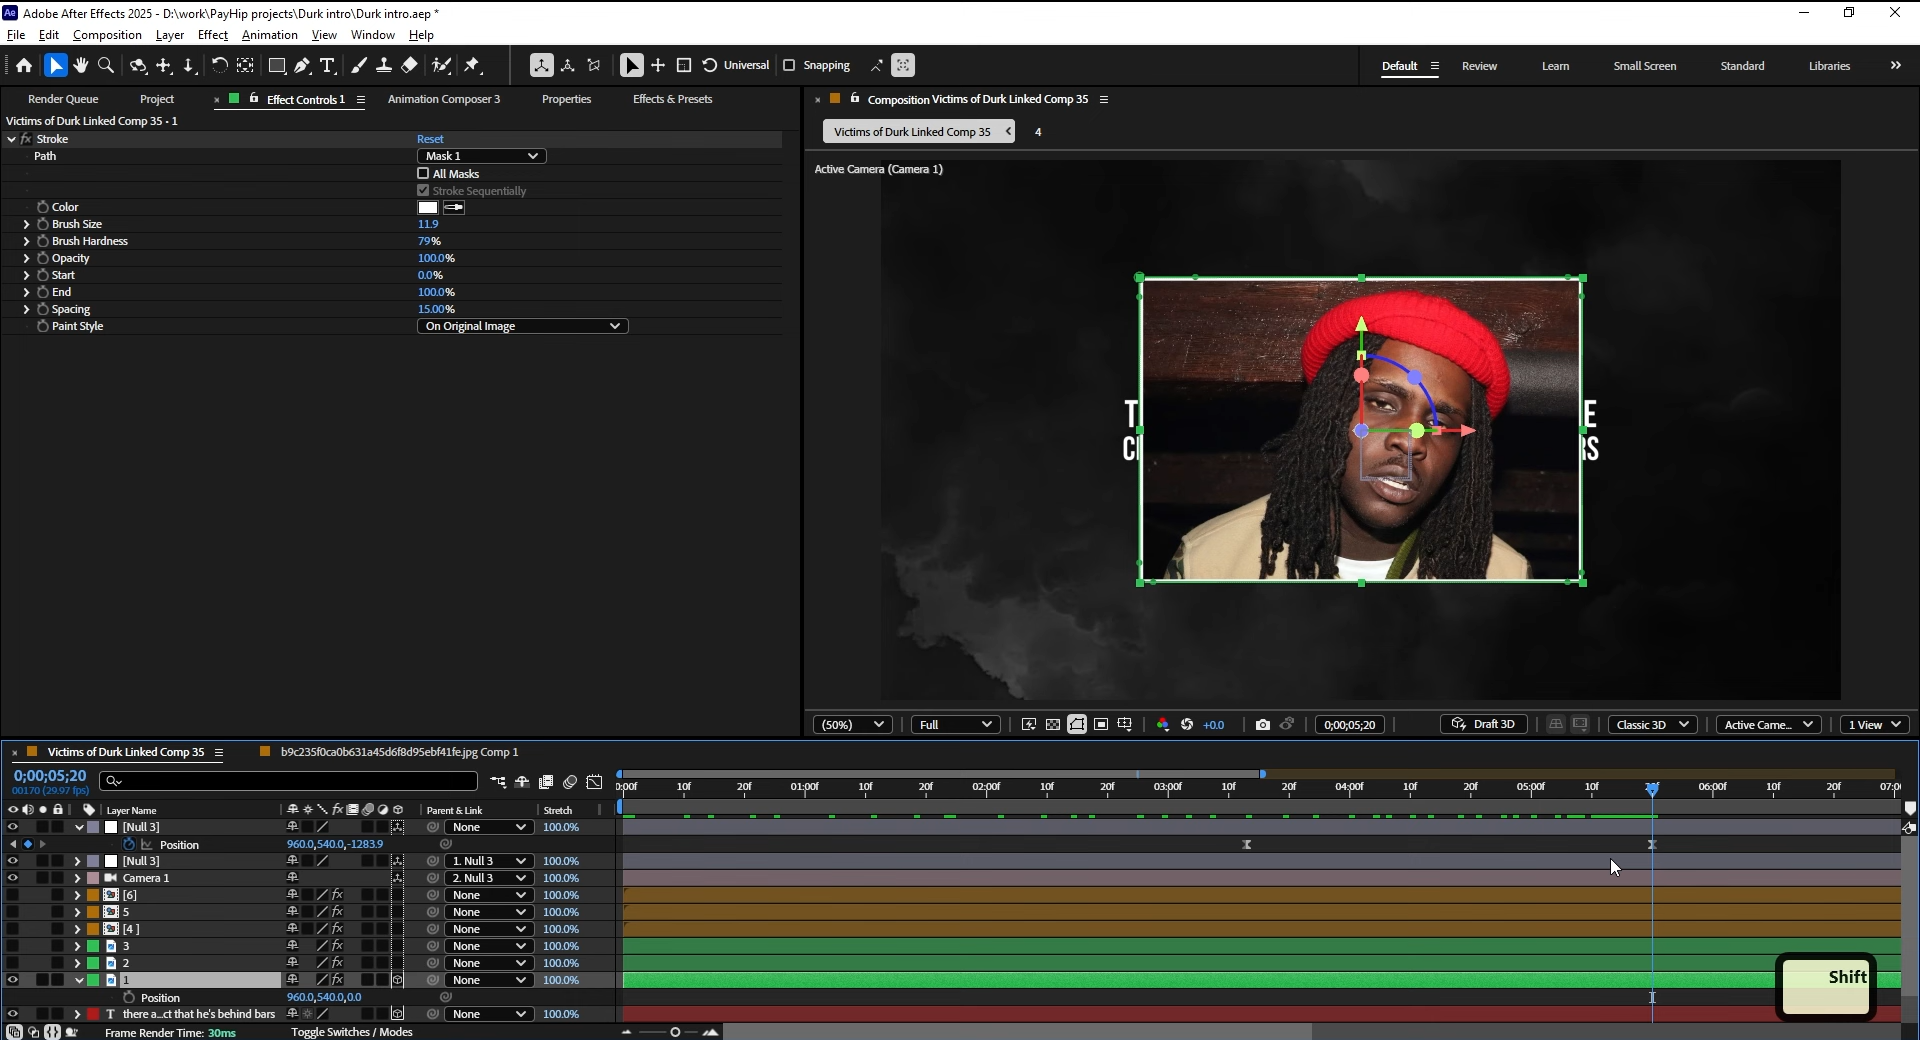 Ae Adobe After Effects 2025 - D:\work\PayHip projects\Durk intro\Durk intro.aep *
File Edit Composition Layer Effect Animation View Window Help
Universal Snapping Default Review Learn Small Screen Standard Libraries
Render Queue Project Effect Controls 1 Animation Composer 3 Properties Effects & Presets
Composition Victims of Durk Linked Comp 35
Victims of Durk Linked Comp 35 • 1
Victims of Durk Linked Comp 35 4
fx Stroke Reset
Path Mask 1
All Masks
Stroke Sequentially
Color
Brush Size 11.9
Brush Hardness 79%
Opacity 100.0%
Start 0.0%
End 100.0%
Spacing 15.00%
Paint Style On Original Image
Active Camera (Camera 1)
(50%) Full +0.0 0;00;05;20 Draft 3D Classic 3D Active Came... 1 View
Victims of Durk Linked Comp 35 b9c235f0ca0b631a45d6f8d95ebf41fe.jpg Comp 1
0;00;05;20
00170 (29.97 fps)
0:00f 10f 20f 01:00f 10f 20f 02:00f 10f 20f 03:00f 10f 20f 04:00f 10f 20f 05:00f 10f 06:00f 10f 20f 07:0
Layer Name Parent & Link Stretch
[Null 3] None 100.0%
Position 960.0,540.0,-1283.9
[Null 3] 1. Null 3 100.0%
Camera 1 2. Null 3 100.0%
[6] fx None 100.0%
5 fx None 100.0%
[4 ] fx None 100.0%
3 fx None 100.0%
2 fx None 100.0%
1 fx None 100.0%
Position 960.0,540.0,0.0
T there a...ct that he's behind bars None 100.0%
Frame Render Time: 30ms Toggle Switches / Modes
Shift